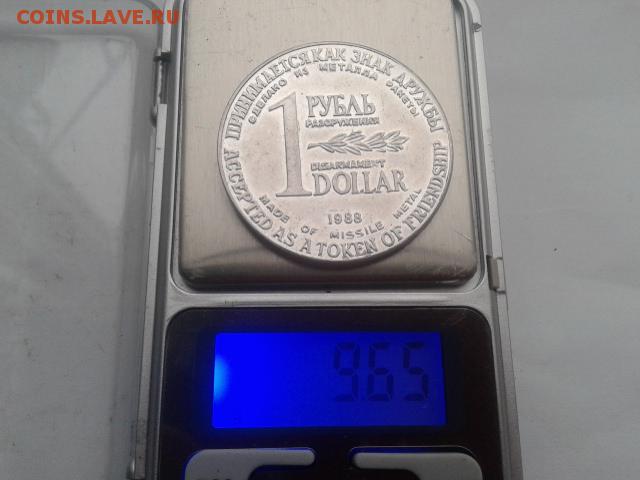 COINS.LAVE.RU
ПРИНИМАЕТСЯ КАК ЗНАК ДРУЖБЫ
СДЕЛАНО ИЗ МЕТАЛЛА РАКЕТЫ
1 РУБЛЬ
РАЗОРУЖЕНИЯ
DISARMAMENT
DOLLAR
1988
MADE OF MISSILE METAL
ACCEPTED AS A TOKEN OF FRIENDSHIP
9.65